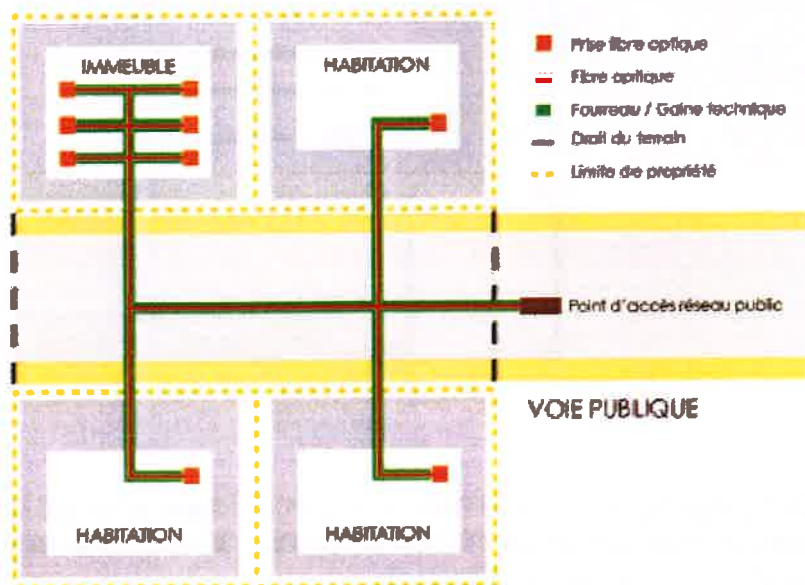 IMMEUBLE
HABITATION
Prise fibre optique
Fibre optique
Fourreau / Gaine technique
Droit du terrain
Limite de propriété
Point d'accès réseau public
VOIE PUBLIQUE
HABITATION
HABITATION